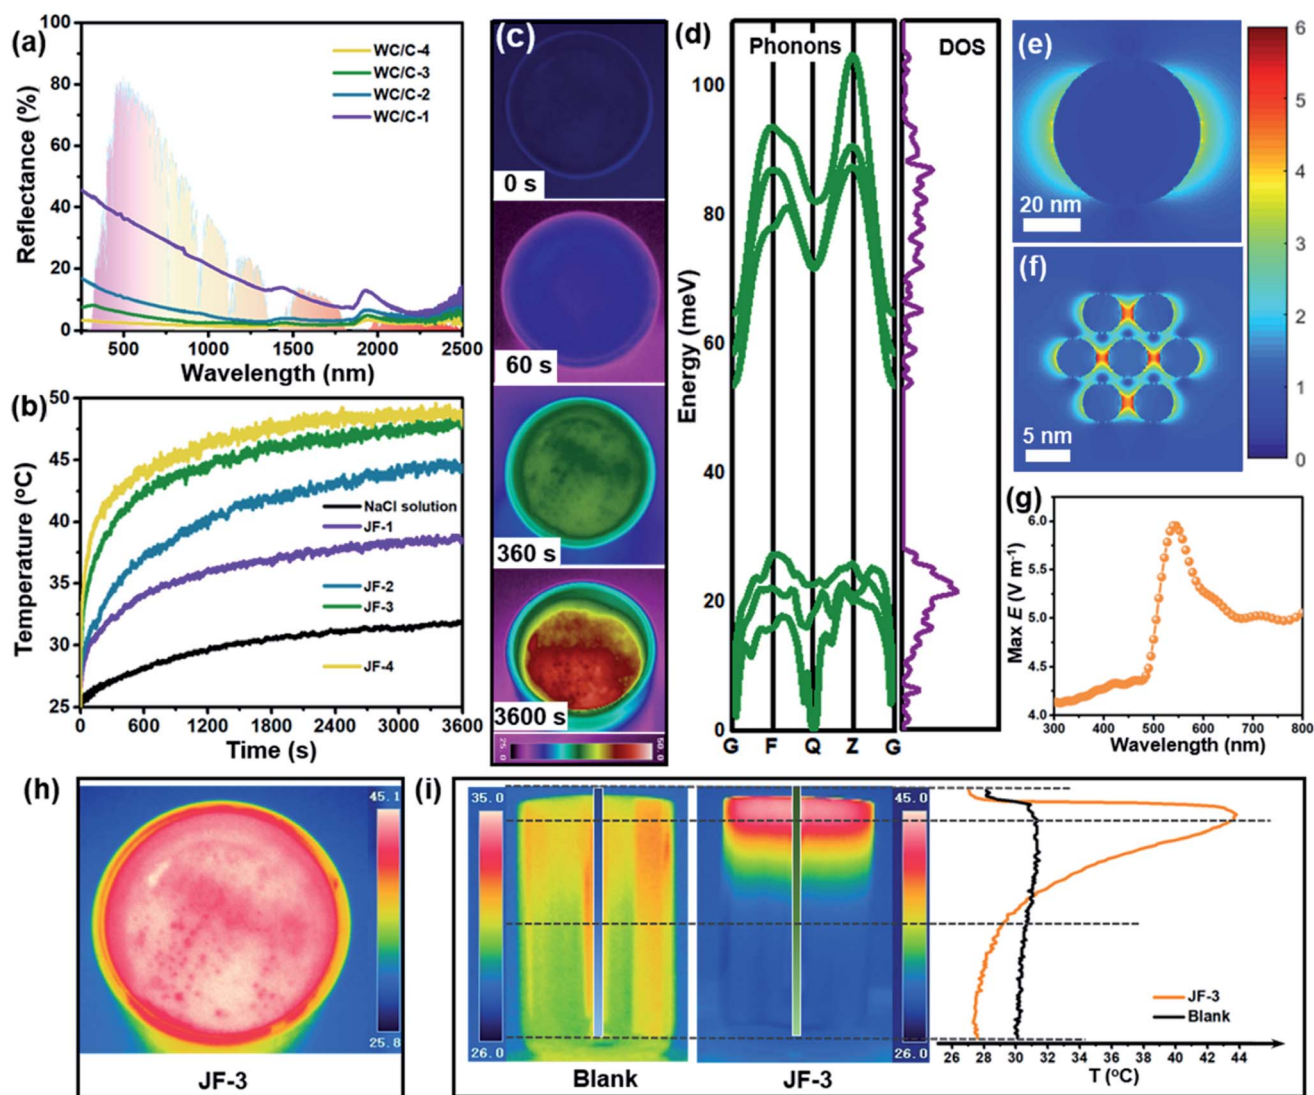 (a)
100
80
60
40
20
0
Reflectance (%)
WC/C-4
WC/C-3
WC/C-2
WC/C-1
500 1000 1500 2000 2500
Wavelength (nm)
(b)
50
45
40
35
30
25
Temperature (°C)
NaCl solution
JF-1
JF-2
JF-3
JF-4
0 600 1200 1800 2400 3000 3600
Time (s)
(c)
0 s
60 s
360 s
3600 s
25.0 50.0
(d)
Phonons DOS
100
80
60
40
20
0
Energy (meV)
G F Q Z G
(e)
20 nm
(f)
5 nm
6
5
4
3
2
1
0
(g)
6.0
5.5
5.0
4.5
4.0
Max E (V m⁻¹)
300 400 500 600 700 800
Wavelength (nm)
(h)
45.1
25.8
JF-3
(i)
35.0
26.0
Blank
45.0
26.0
JF-3
JF-3
Blank
26 28 30 32 34 36 38 40 42 44
T (°C)